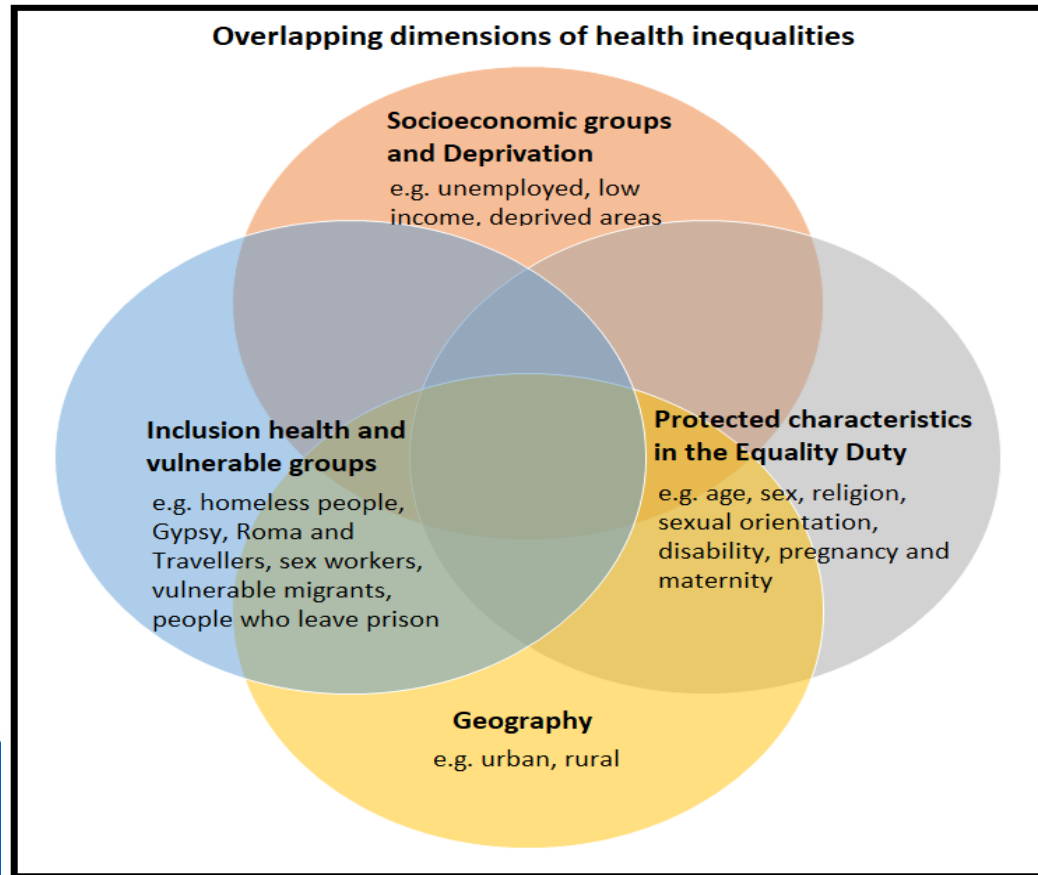 Overlapping dimensions of health inequalities
Socioeconomic groups
and Deprivation
e.g. unemployed, low
income, deprived areas
Inclusion health and
vulnerable groups
e.g. homeless people,
Gypsy, Roma and
Travellers, sex workers,
vulnerable migrants,
people who leave prison
Protected characteristics
in the Equality Duty
e.g. age, sex, religion,
sexual orientation,
disability, pregnancy and
maternity
Geography
e.g. urban, rural